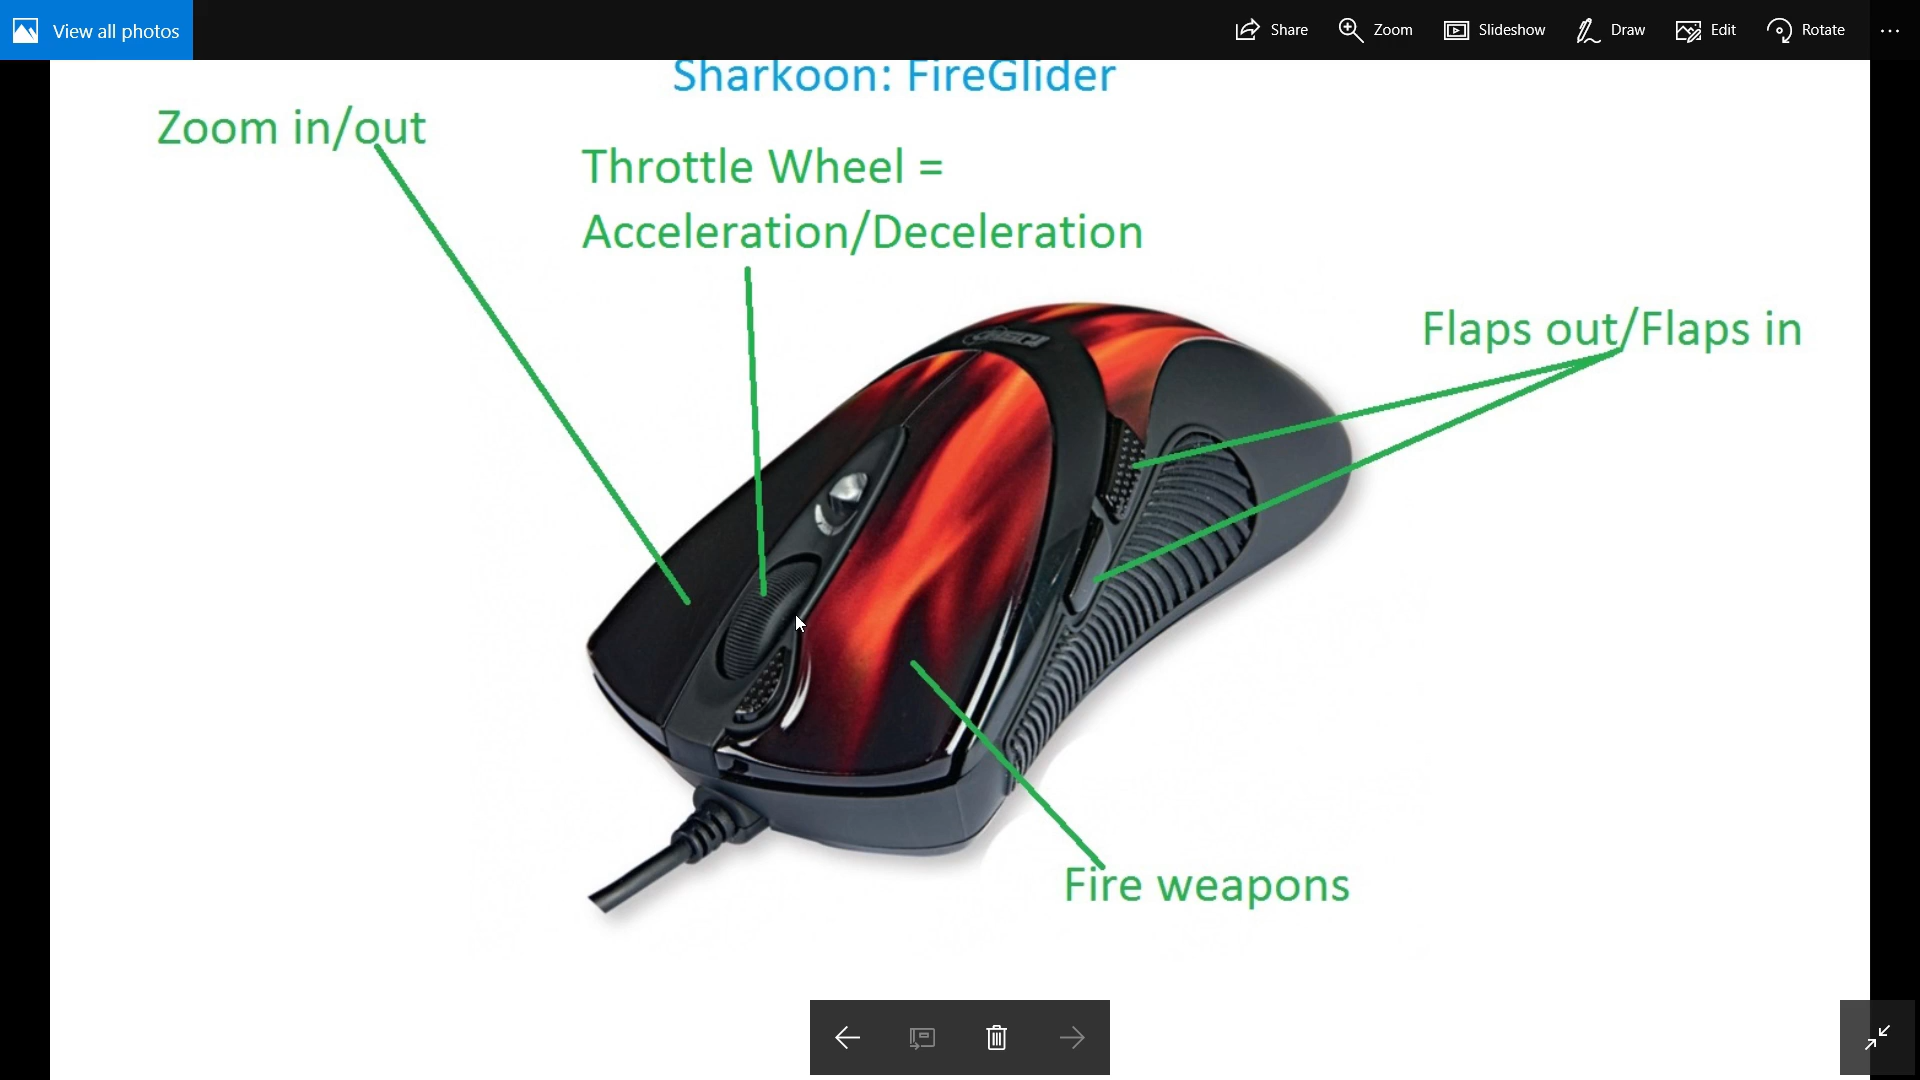 View all photos
Share
Zoom
Slideshow
Draw
Edit
Rotate
Sharkoon: FireGlider
Zoom in/out
Throttle Wheel =
Acceleration/Deceleration
Flaps out/Flaps in
Fire weapons